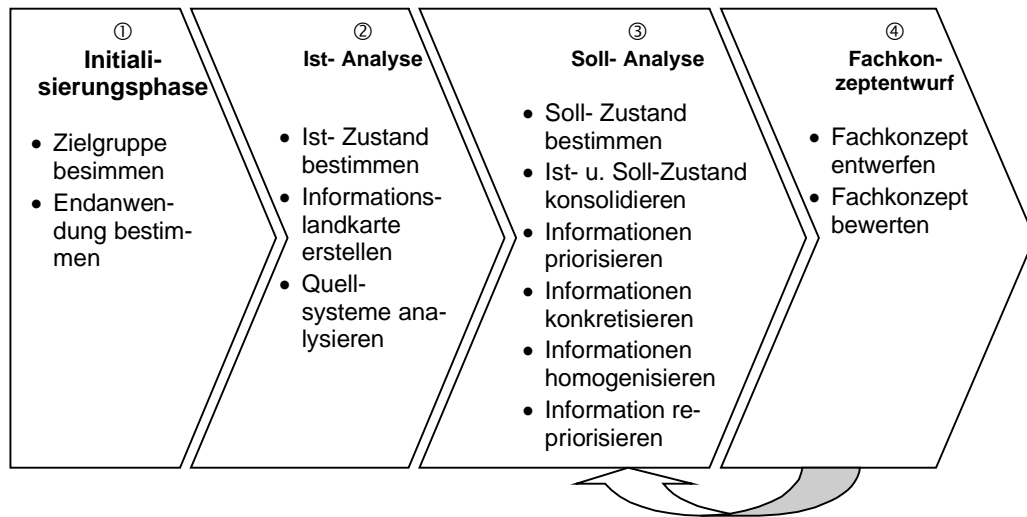 ①
Initiali-
sierungsphase
• Zielgruppe
besimmen
• Endanwen-
dung bestim-
men
②
Ist- Analyse
• Ist- Zustand
bestimmen
• Informations-
landkarte
erstellen
• Quell-
systeme ana-
lysieren
③
Soll- Analyse
• Soll- Zustand
bestimmen
• Ist- u. Soll-Zustand
konsolidieren
• Informationen
priorisieren
• Informationen
konkretisieren
• Informationen
homogenisieren
• Information re-
priorisieren
④
Fachkon-
zeptentwurf
• Fachkonzept
entwerfen
• Fachkonzept
bewerten